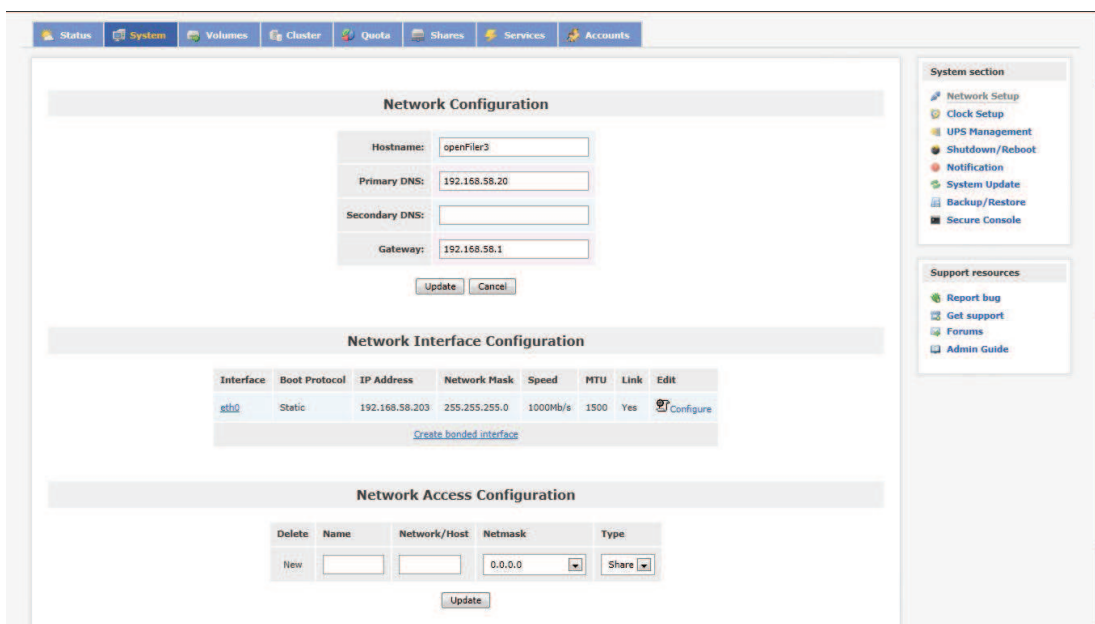 Status System Volumes Cluster Quota Shares Services Accounts
Network Configuration
Hostname: openFiler3
Primary DNS: 192.168.58.20
Secondary DNS:
Gateway: 192.168.58.1
Update Cancel
Network Interface Configuration
Interface Boot Protocol IP Address Network Mask Speed MTU Link Edit
eth0 Static 192.168.58.203 255.255.255.0 1000Mb/s 1500 Yes Configure
Create bonded interface
Network Access Configuration
Delete Name Network/Host Netmask Type
New 0.0.0.0 Share
Update
System section
Network Setup
Clock Setup
UPS Management
Shutdown/Reboot
Notification
System Update
Backup/Restore
Secure Console
Support resources
Report bug
Get support
Forums
Admin Guide